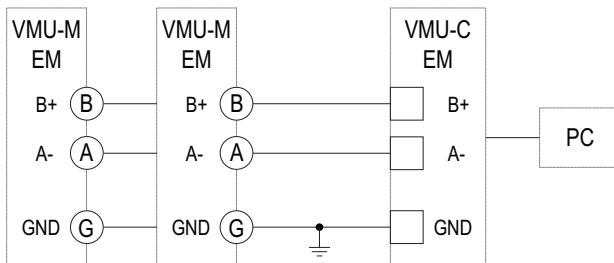 VMU-M VMU-M VMU-C
EM EM EM
B+ B B+ B B+
PC
A- A A- A A-
GND G GND G GND